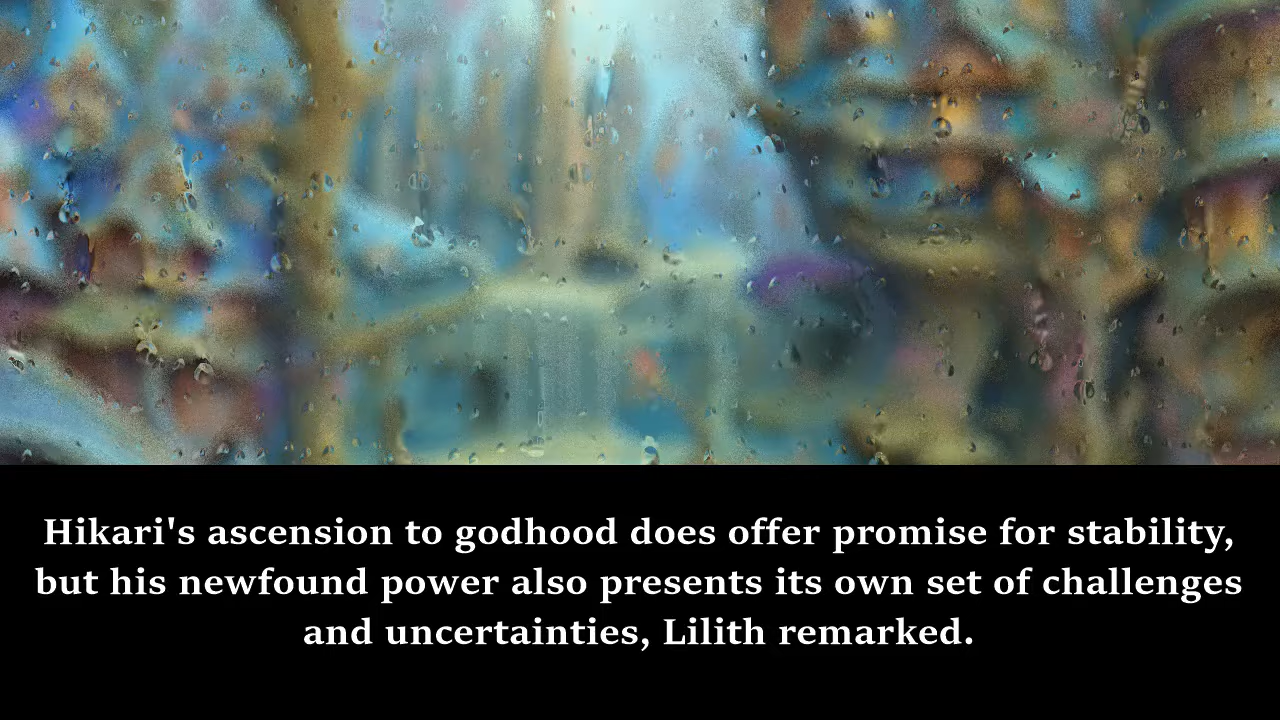 Hikari's ascension to godhood does offer promise for stability,
but his newfound power also presents its own set of challenges
and uncertainties, Lilith remarked.